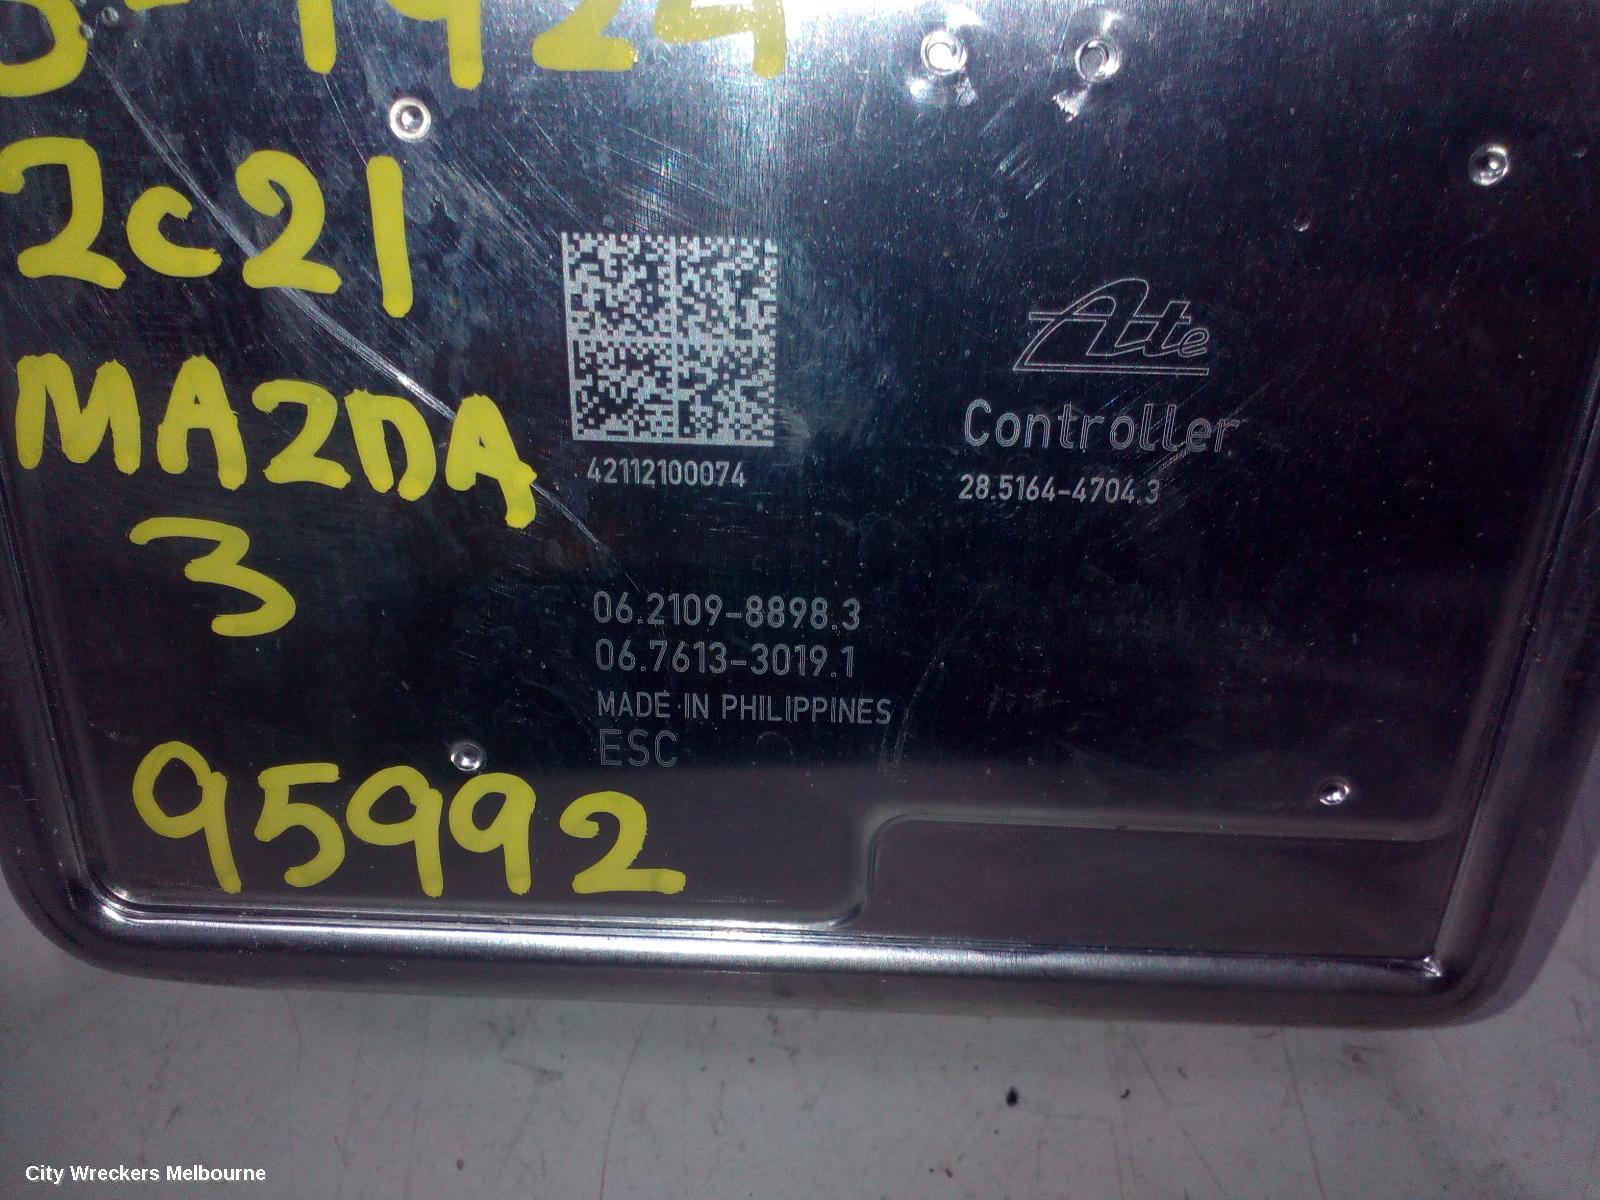 2c21
MAZDA
3
95992
42112100074
Ate
Controller
28.5164-4704.3
06.2109-8898.3
06.7613-3019.1
MADE IN PHILIPPINES
ESC
City Wreckers Melbourne